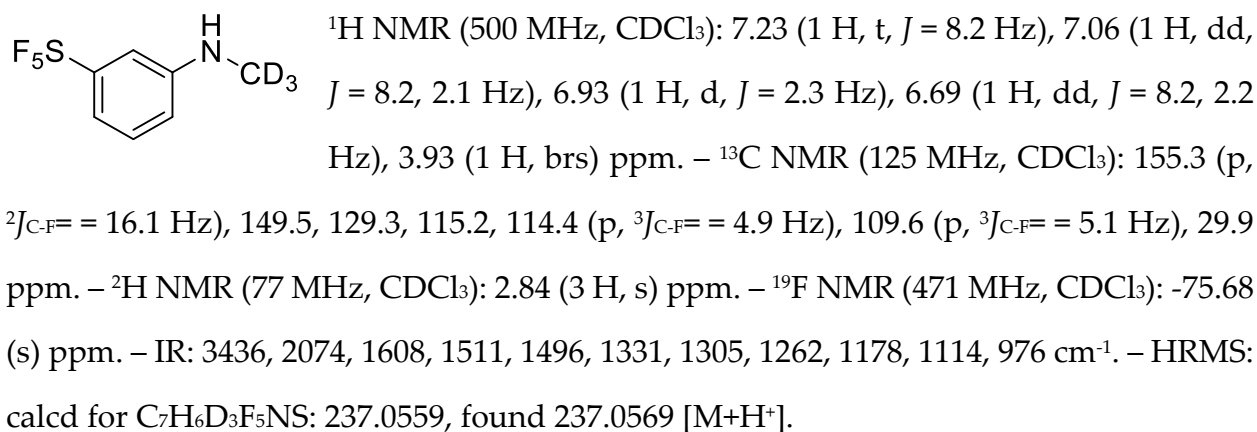 H
N
F₅S
CD₃
¹H NMR (500 MHz, CDCl₃): 7.23 (1 H, t, J = 8.2 Hz), 7.06 (1 H, dd,
J = 8.2, 2.1 Hz), 6.93 (1 H, d, J = 2.3 Hz), 6.69 (1 H, dd, J = 8.2, 2.2
Hz), 3.93 (1 H, brs) ppm. – ¹³C NMR (125 MHz, CDCl₃): 155.3 (p,
²J_C-F= = 16.1 Hz), 149.5, 129.3, 115.2, 114.4 (p, ³J_C-F= = 4.9 Hz), 109.6 (p, ³J_C-F= = 5.1 Hz), 29.9
ppm. – ²H NMR (77 MHz, CDCl₃): 2.84 (3 H, s) ppm. – ¹⁹F NMR (471 MHz, CDCl₃): -75.68
(s) ppm. – IR: 3436, 2074, 1608, 1511, 1496, 1331, 1305, 1262, 1178, 1114, 976 cm⁻¹. – HRMS:
calcd for C₇H₆D₃F₅NS: 237.0559, found 237.0569 [M+H⁺].